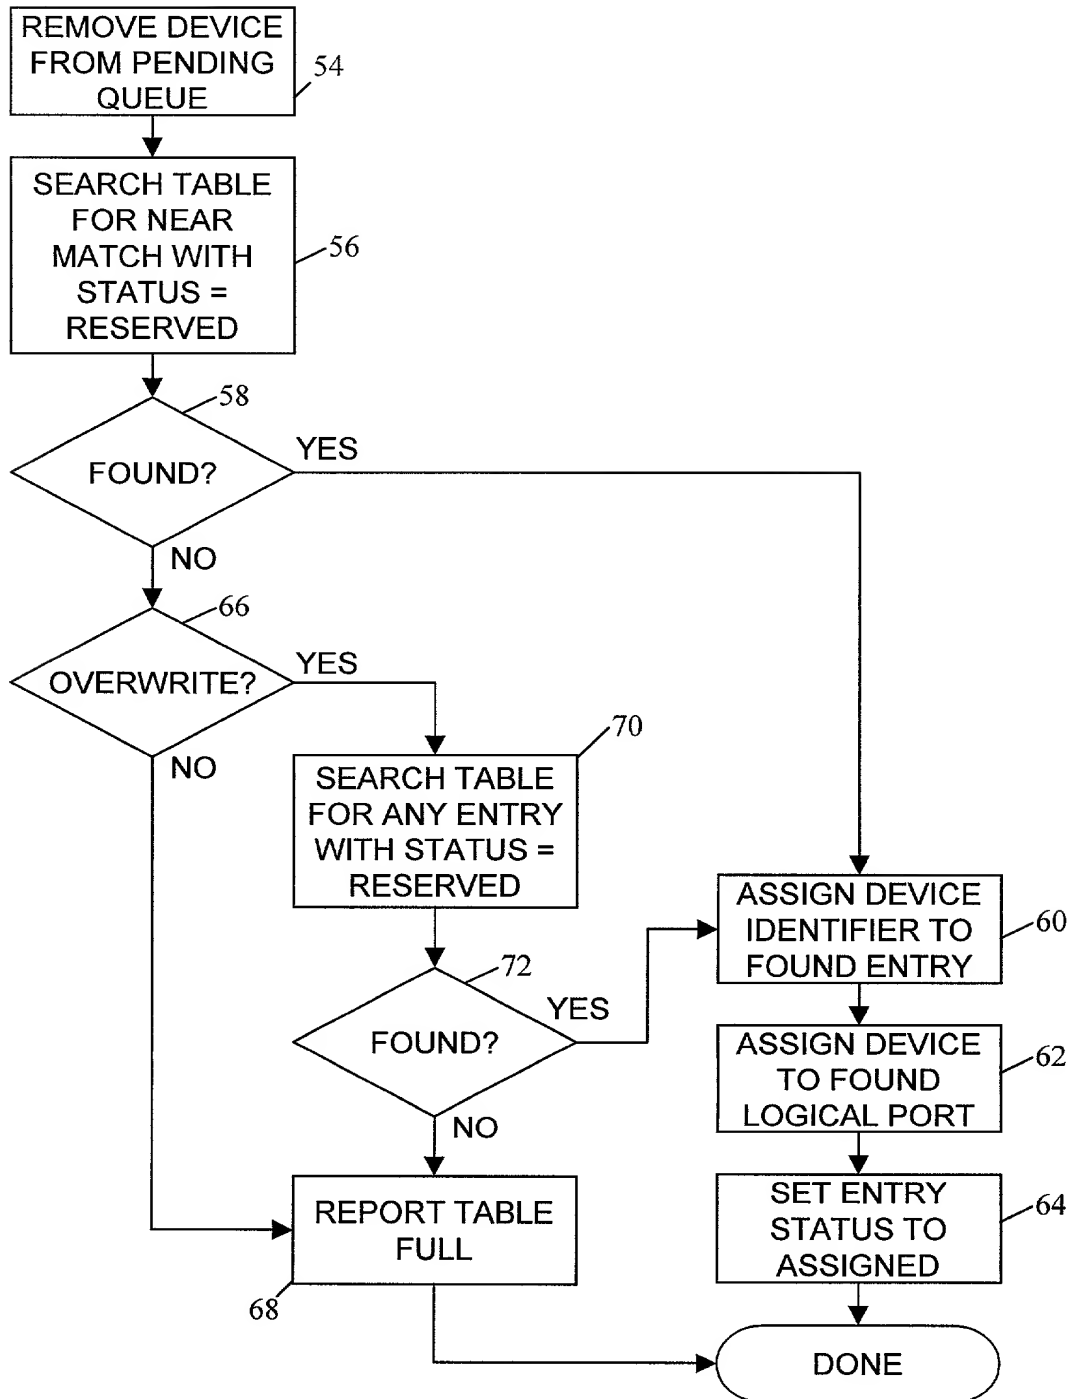 REMOVE DEVICE
FROM PENDING
QUEUE
54
SEARCH TABLE
FOR NEAR
MATCH WITH
STATUS =
RESERVED
56
58
FOUND?
YES
NO
66
OVERWRITE?
YES
NO
70
SEARCH TABLE
FOR ANY ENTRY
WITH STATUS =
RESERVED
72
FOUND?
YES
NO
REPORT TABLE
FULL
68
ASSIGN DEVICE
IDENTIFIER TO
FOUND ENTRY
60
ASSIGN DEVICE
TO FOUND
LOGICAL PORT
62
SET ENTRY
STATUS TO
ASSIGNED
64
DONE